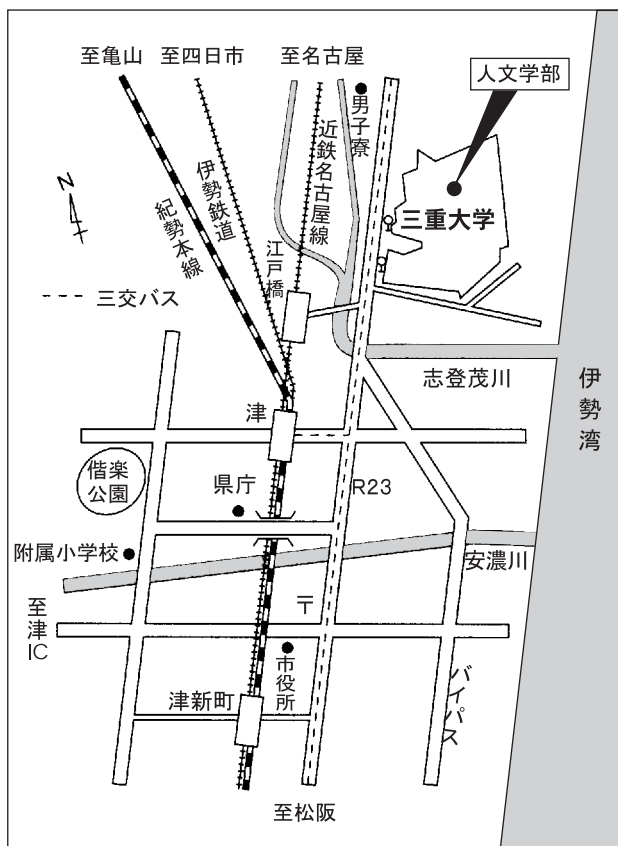 至亀山
至四日市
至名古屋
人文学部
男子寮
近鉄名古屋線
伊勢鉄道
紀勢本線
三重大学
N
江戸橋
三交バス
志登茂川
伊勢湾
津
偕楽
公園
県庁
R23
附属小学校
安濃川
〒
至津IC
市役所
バイパス
津新町
至松阪